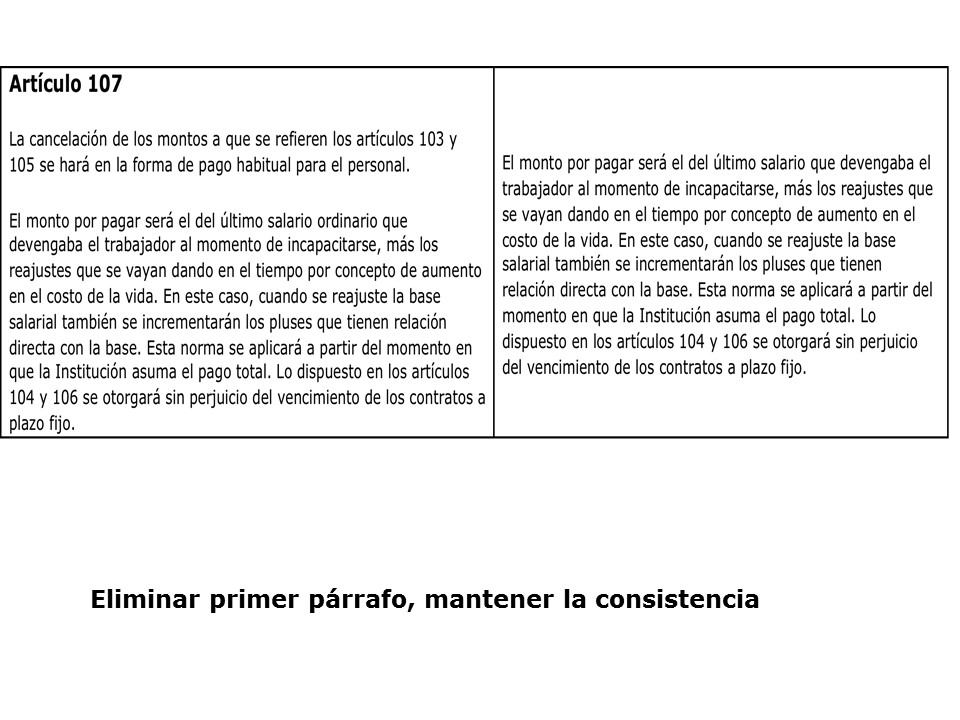 Artículo 107
La cancelación de los montos a que se refieren los artículos 103 y
105 se hará en la forma de pago habitual para el personal.
El monto por pagar será el del último salario ordinario que
devengaba el trabajador al momento de incapacitarse, más los
reajustes que se vayan dando en el tiempo por concepto de aumento
en el costo de la vida. En este caso, cuando se reajuste la base
salarial también se incrementarán los pluses que tienen relación
directa con la base. Esta norma se aplicará a partir del momento en
que la Institución asuma el pago total. Lo dispuesto en los artículos
104 y 106 se otorgará sin perjuicio del vencimiento de los contratos a
plazo fijo.
El monto por pagar será el del último salario que devengaba el
trabajador al momento de incapacitarse, más los reajustes que
se vayan dando en el tiempo por concepto de aumento en el
costo de la vida. En este caso, cuando se reajuste la base
salarial también se incrementarán los pluses que tienen
relación directa con la base. Esta norma se aplicará a partir del
momento en que la Institución asuma el pago total. Lo
dispuesto en los artículos 104 y 106 se otorgará sin perjuicio
del vencimiento de los contratos a plazo fijo.
Eliminar primer párrafo, mantener la consistencia